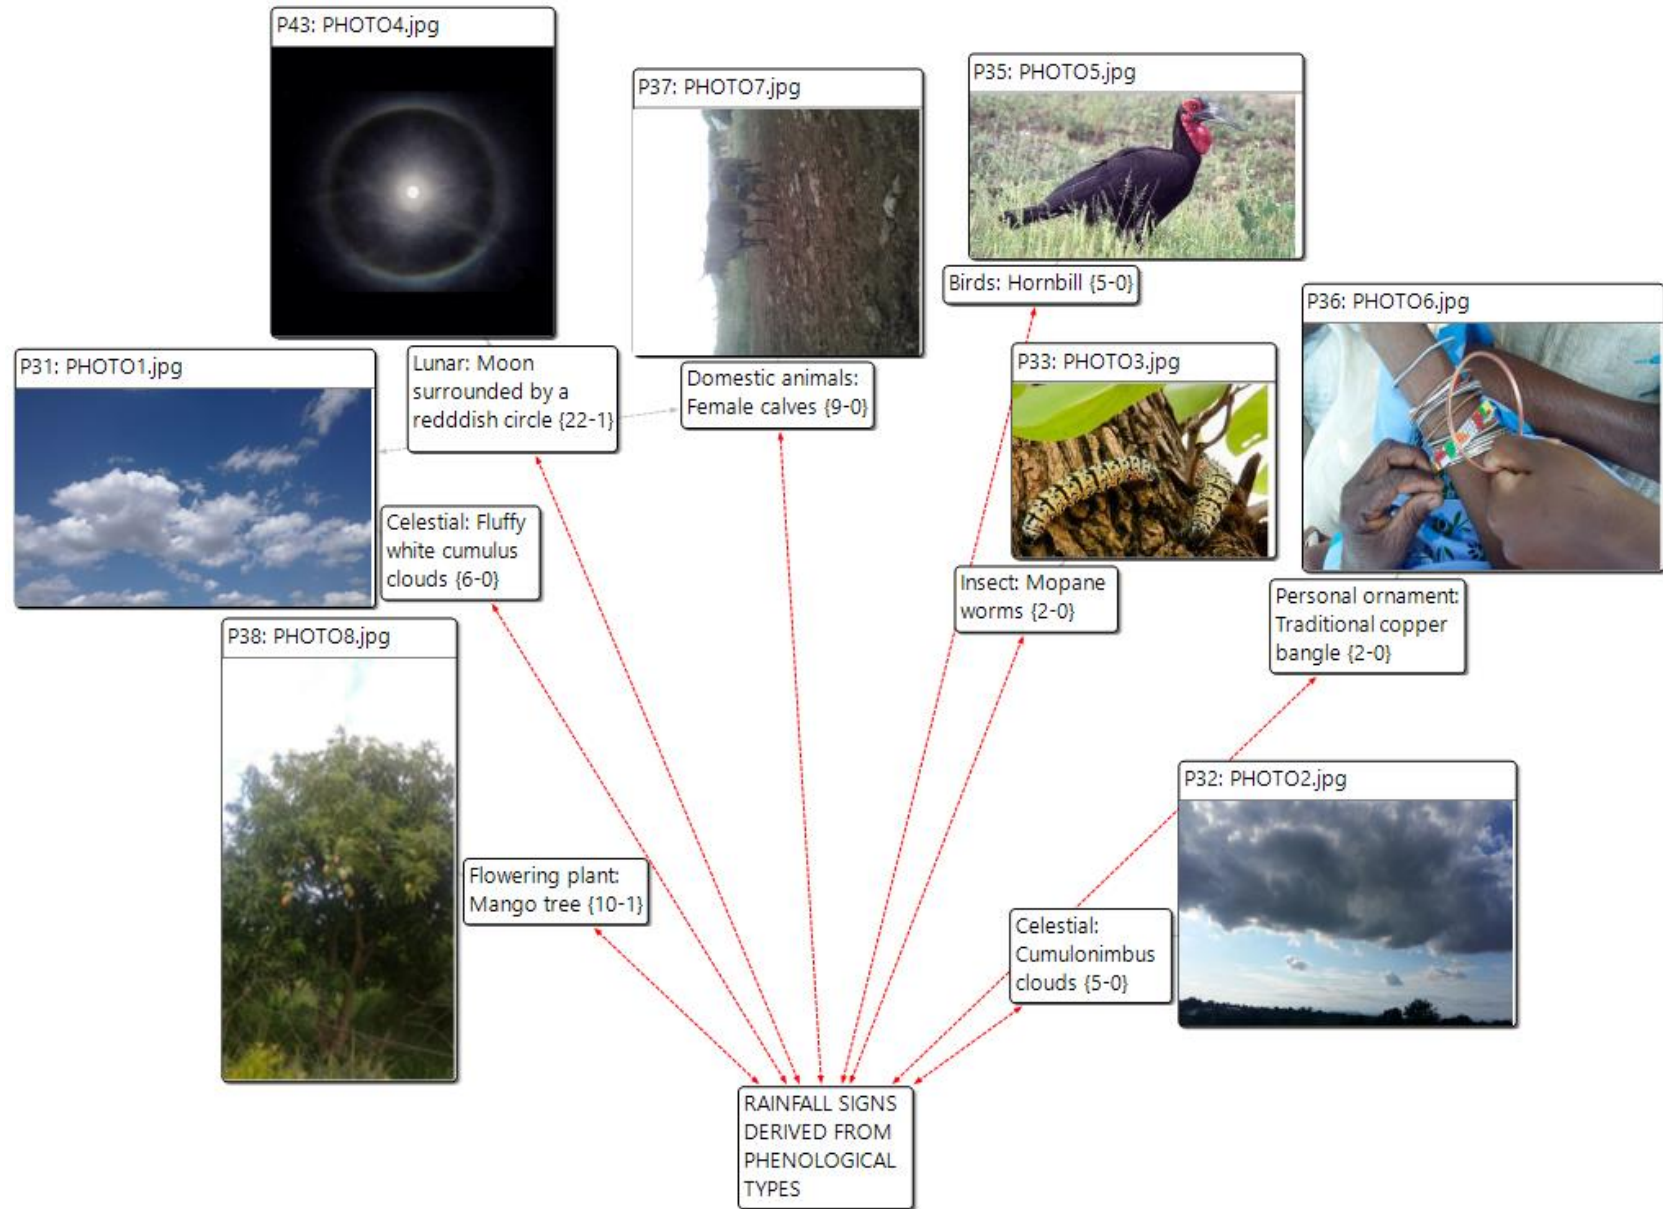 P43: PHOTO4.jpg
P37: PHOTO7.jpg
P35: PHOTO5.jpg
Birds: Hornbill {5-0}
P36: PHOTO6.jpg
P31: PHOTO1.jpg
Lunar: Moon
surrounded by a
redddish circle {22-1}
Domestic animals:
Female calves {9-0}
P33: PHOTO3.jpg
Celestial: Fluffy
white cumulus
clouds {6-0}
Insect: Mopane
worms {2-0}
Personal ornament:
Traditional copper
bangle {2-0}
P38: PHOTO8.jpg
P32: PHOTO2.jpg
Flowering plant:
Mango tree {10-1}
Celestial:
Cumulonimbus
clouds {5-0}
RAINFALL SIGNS
DERIVED FROM
PHENOLOGICAL
TYPES